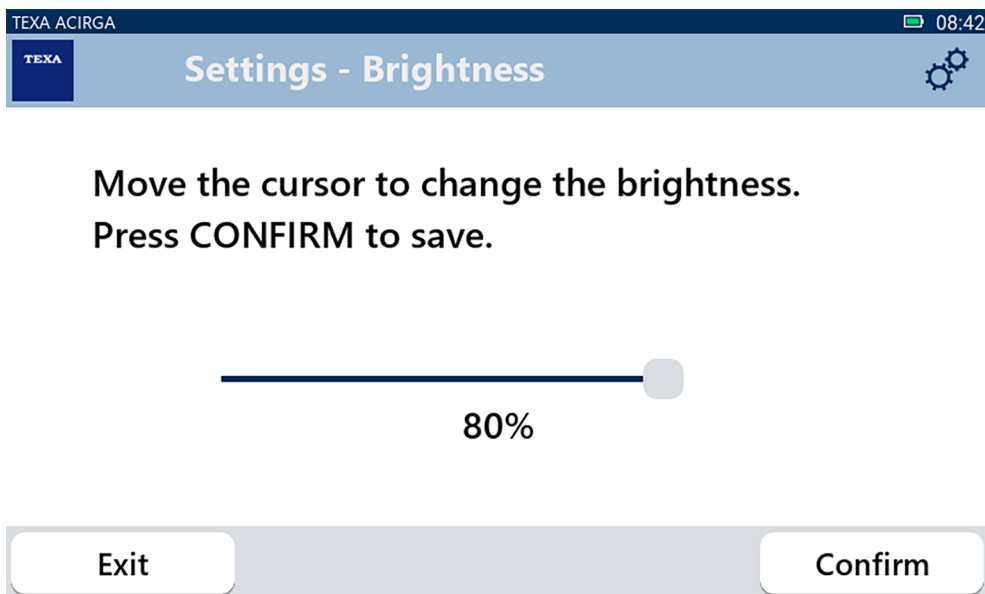 TEXA ACIRGA 08:42
TEXA
Settings - Brightness
Move the cursor to change the brightness.
Press CONFIRM to save.
80%
Exit Confirm